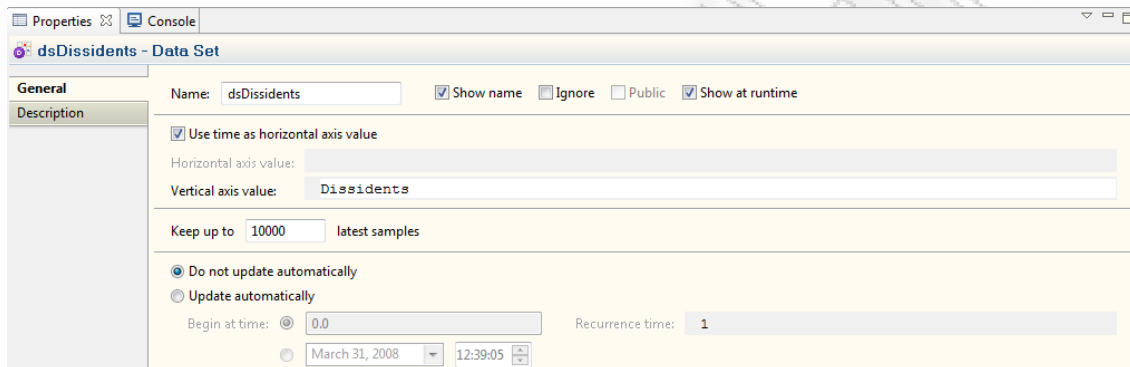 Properties Console
dsDissidents - Data Set
General
Description
Name: dsDissidents Show name Ignore Public Show at runtime
Use time as horizontal axis value
Horizontal axis value:
Vertical axis value: Dissidents
Keep up to 10000 latest samples
Do not update automatically
Update automatically
Begin at time: 0.0 Recurrence time: 1
March 31, 2008 12:39:05